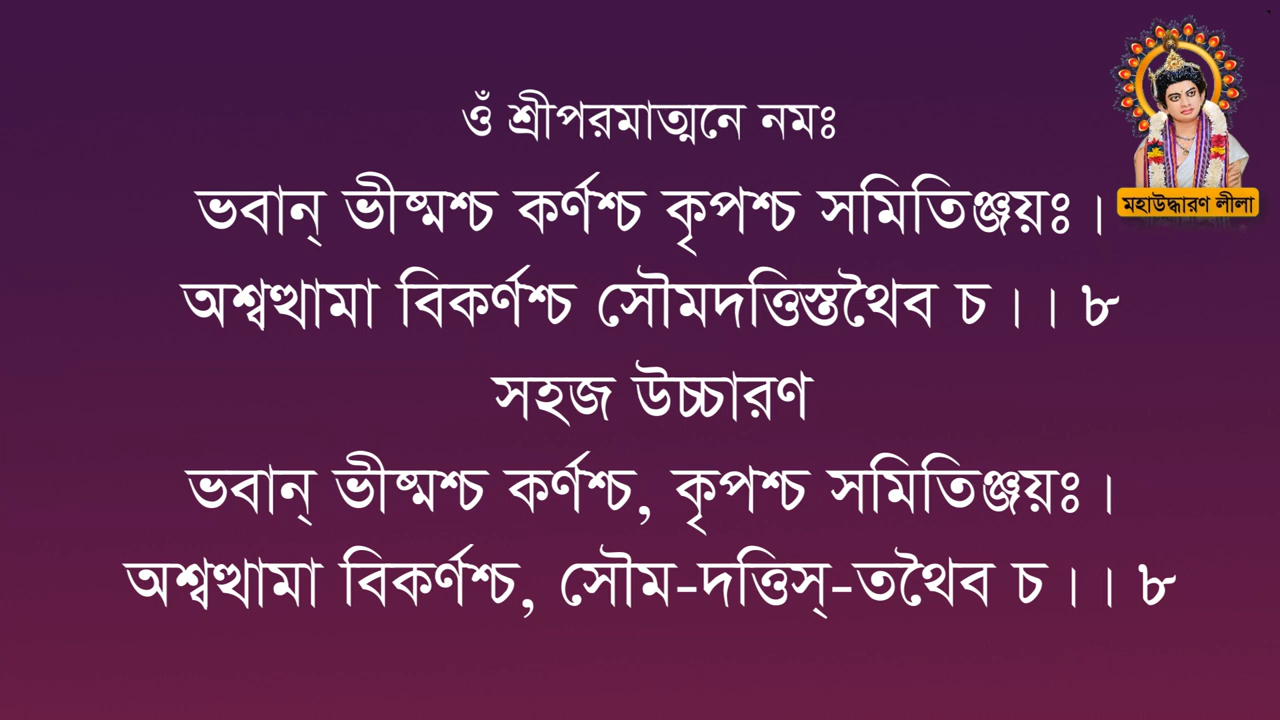 ওঁ শ্রীপরমাত্মনে নমঃ
ভবান্ ভীষ্মশ্চ কর্ণশ্চ কৃপশ্চ সমিতিঞ্জয়ঃ।
অশ্বত্থামা বিকর্ণশ্চ সৌমদত্তিস্তথৈব চ।। ৮
সহজ উচ্চারণ
ভবান্ ভীষ্মশ্চ কর্ণশ্চ, কৃপশ্চ সমিতিঞ্জয়ঃ।
অশ্বত্থামা বিকর্ণশ্চ, সৌম-দত্তিস্-তথৈব চ।। ৮
মহাউদ্ধারণ লীলা